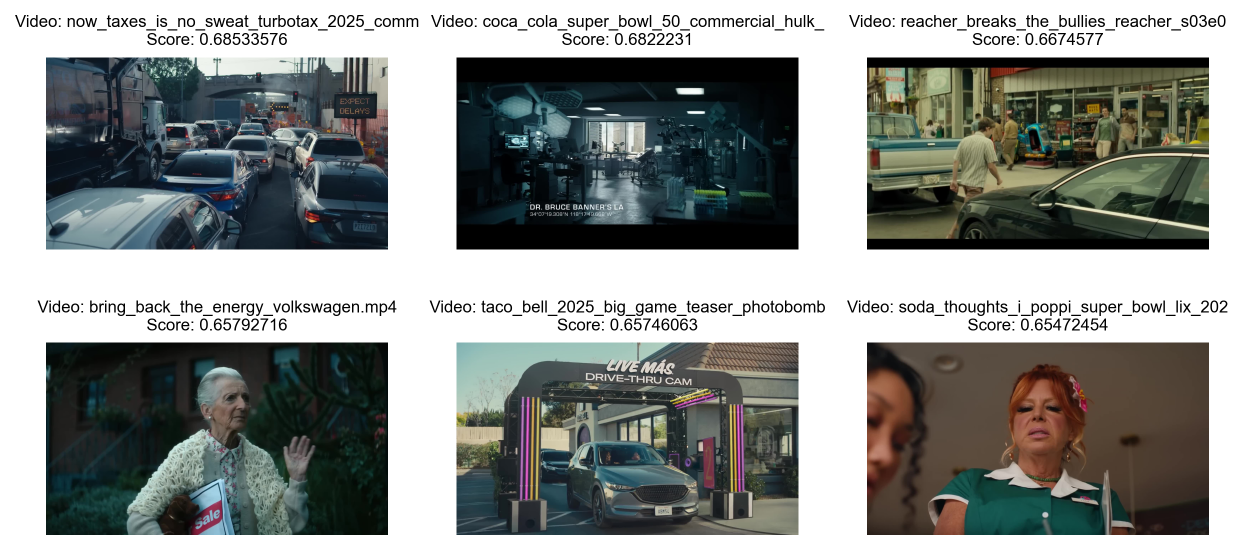 Video: now_taxes_is_no_sweat_turbotax_2025_comm
Score: 0.68533576
Video: coca_cola_super_bowl_50_commercial_hulk_
Score: 0.6822231
Video: reacher_breaks_the_bullies_reacher_s03e0
Score: 0.6674577
EXPECT
DELAYS
DR. BRUCE BANNER'S LA
Video: bring_back_the_energy_volkswagen.mp4
Score: 0.65792716
Video: taco_bell_2025_big_game_teaser_photobomb
Score: 0.65746063
Video: soda_thoughts_i_poppi_super_bowl_lix_202
Score: 0.65472454
Sale
LIVE MÁS
DRIVE-THRU CAM